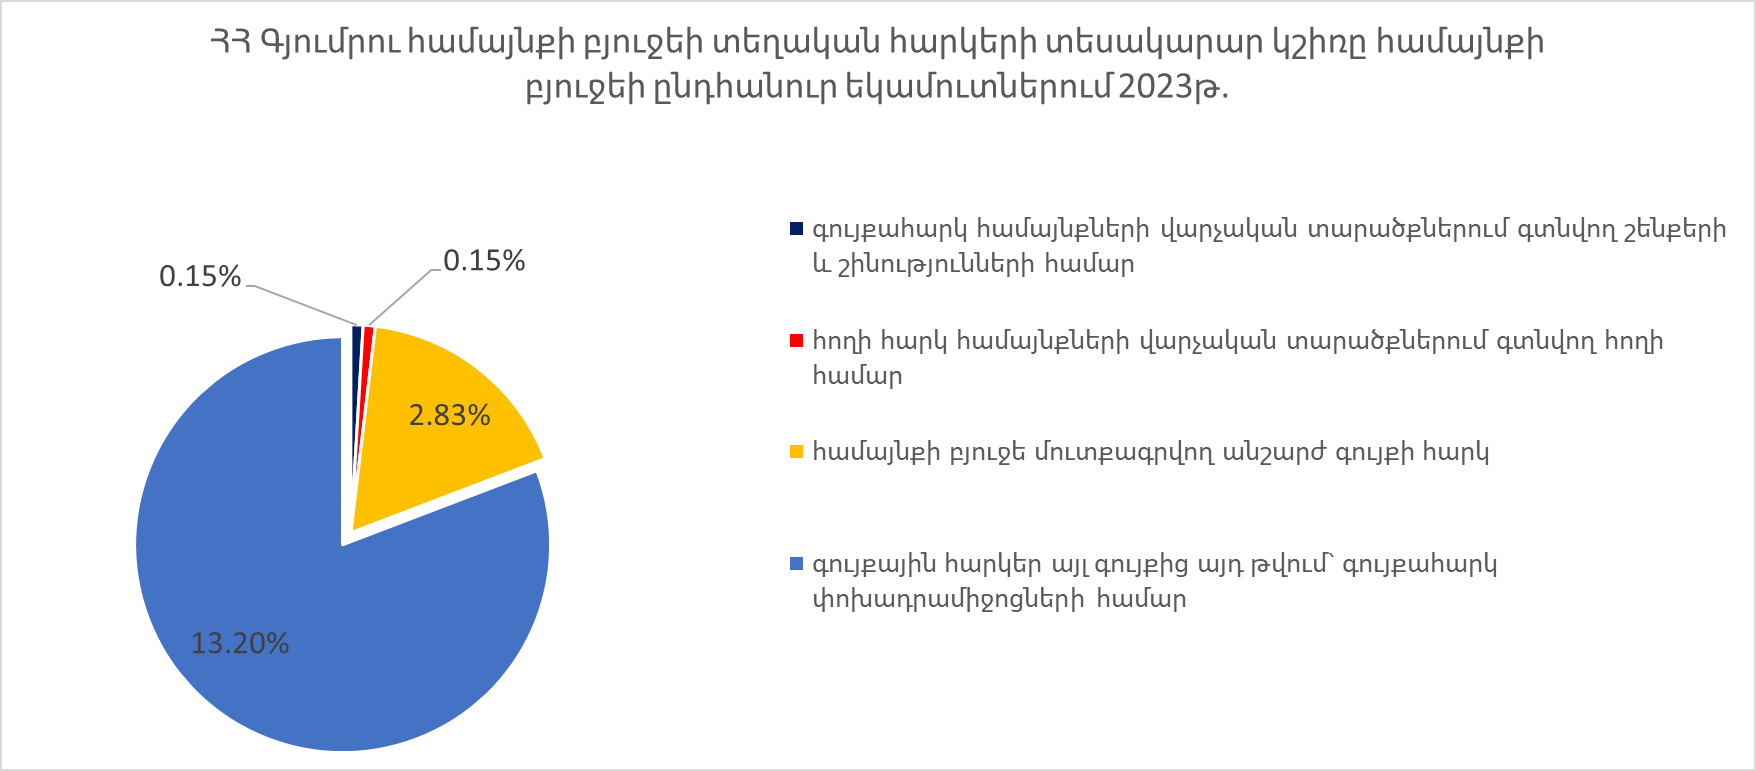 ՀՀ Գյումրու համայնքի բյուջեի տեղական հարկերի տեսակարար կշիռը համայնքի
բյուջեի ընդհանուր եկամուտներում 2023թ.
0.15%
0.15%
2.83%
13.20%
գույքահարկ համայնքների վարչական տարածքներում գտնվող շենքերի
և շինությունների համար
հողի հարկ համայնքների վարչական տարածքներում գտնվող հողի
համար
համայնքի բյուջե մուտքագրվող անշարժ գույքի հարկ
գույքային հարկեր այլ գույքից այդ թվում՝ գույքահարկ
փոխադրամիջոցների համար